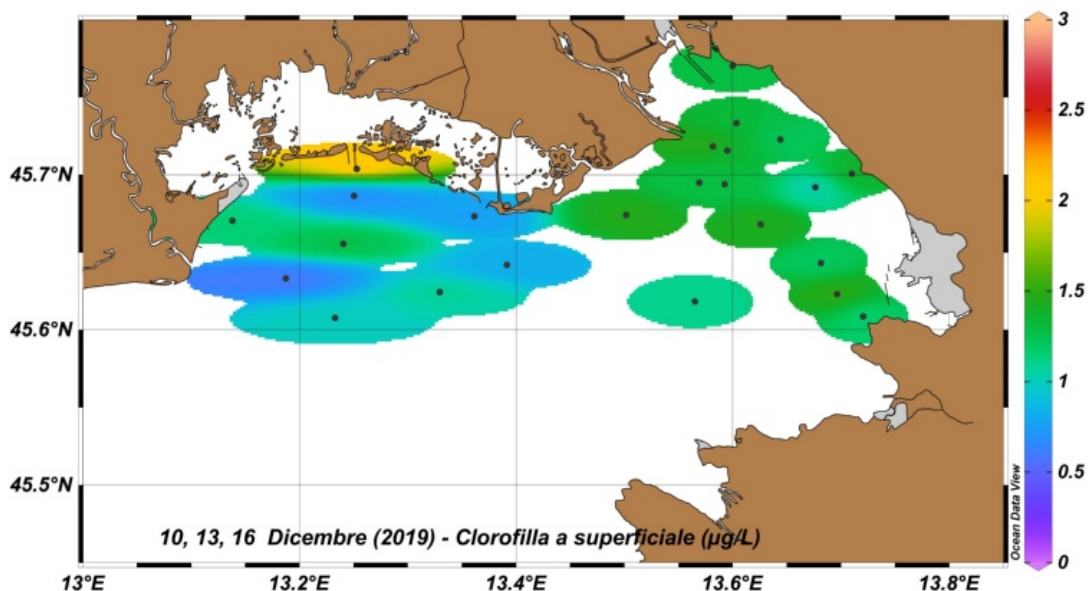 3
2.5
2
1.5
1
0.5
0
45.7°N
45.6°N
45.5°N
10, 13, 16 Dicembre (2019) - Clorofilla a superficiale (µg/L)
Ocean Data View
13°E
13.2°E
13.4°E
13.6°E
13.8°E